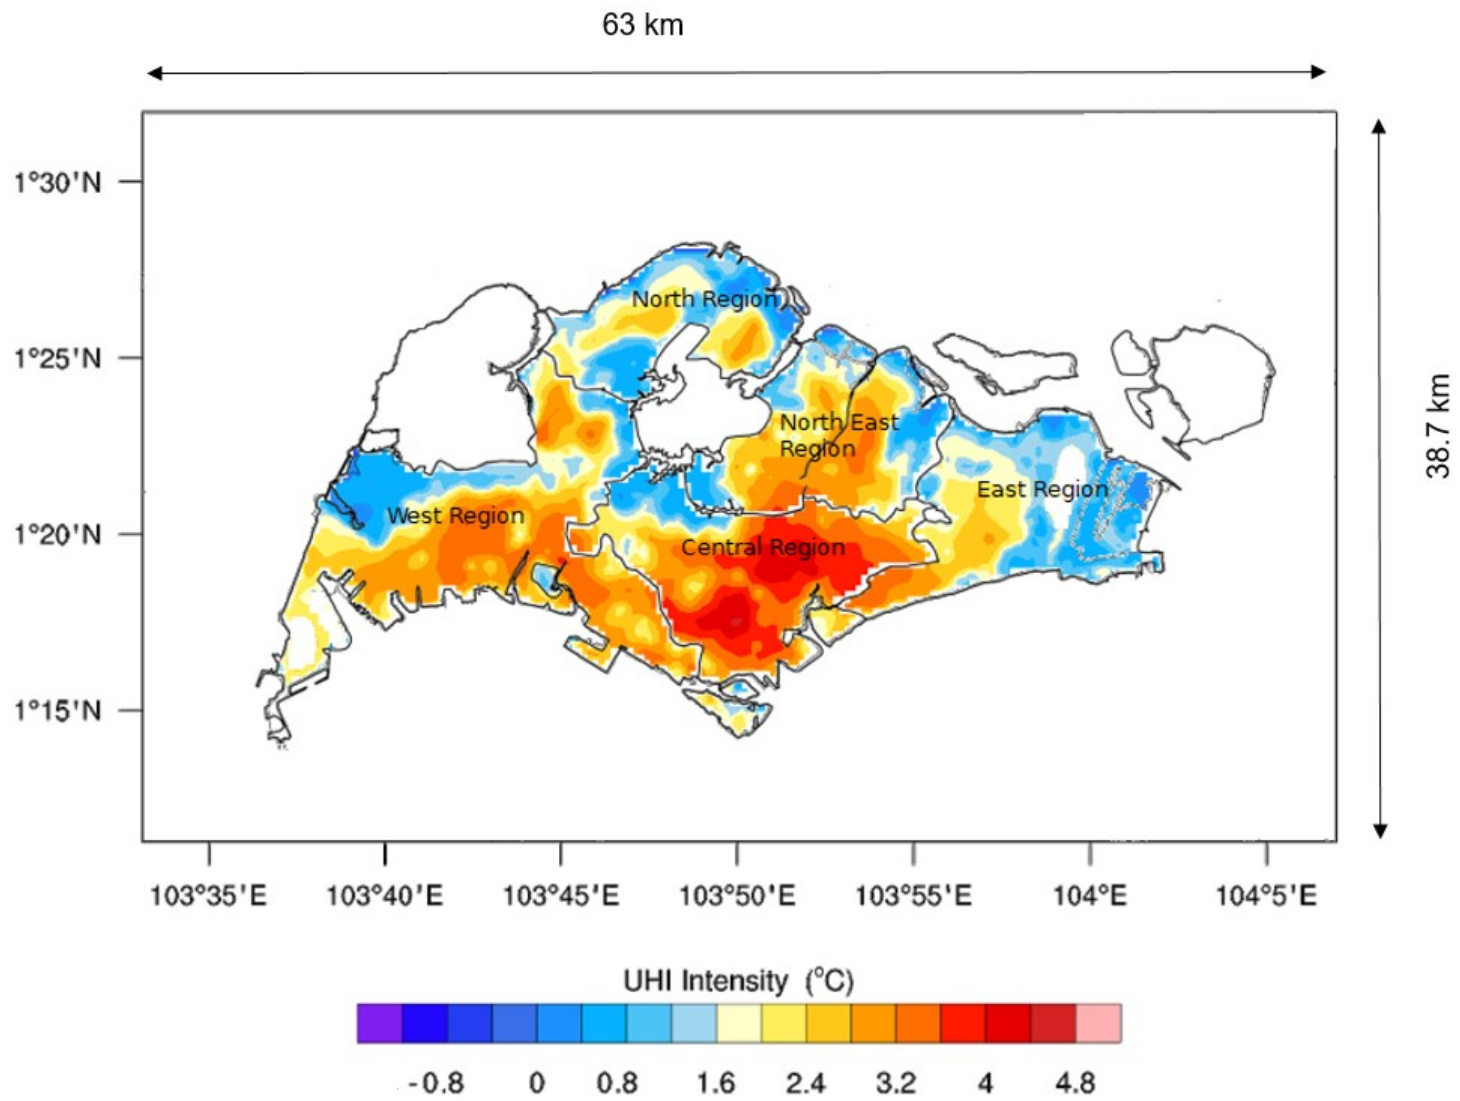 63 km
38.7 km
1°30'N
1°25'N
1°20'N
1°15'N
North Region
North East
Region
East Region
West Region
Central Region
103°35'E 103°40'E 103°45'E 103°50'E 103°55'E 104°E 104°5'E
UHI Intensity (°C)
-0.8 0 0.8 1.6 2.4 3.2 4 4.8